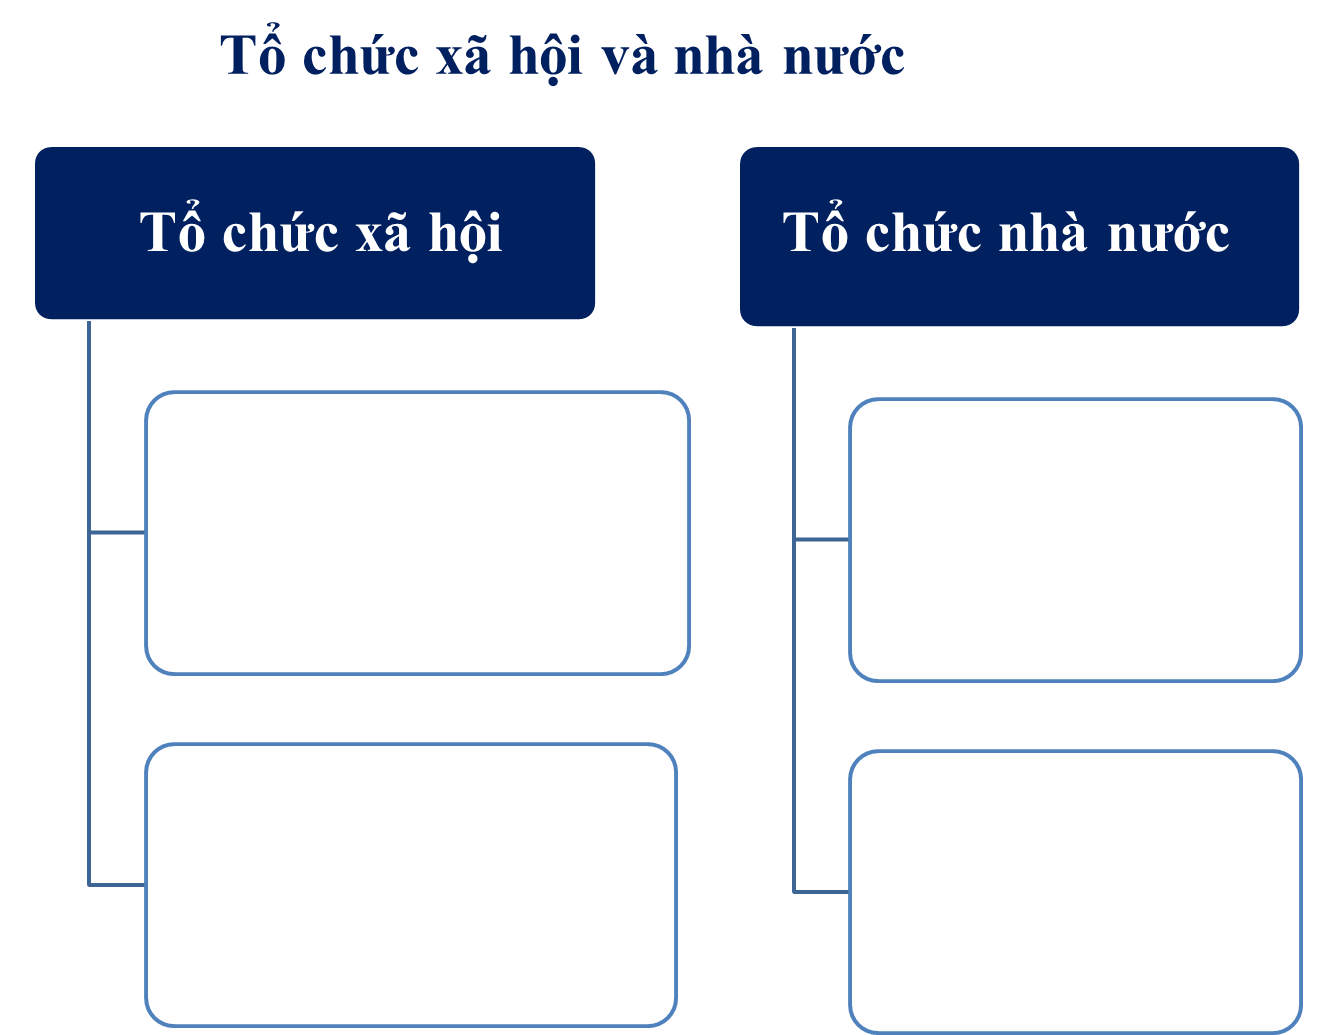 Tổ chức xã hội và nhà nước
Tổ chức xã hội
Tổ chức nhà nước